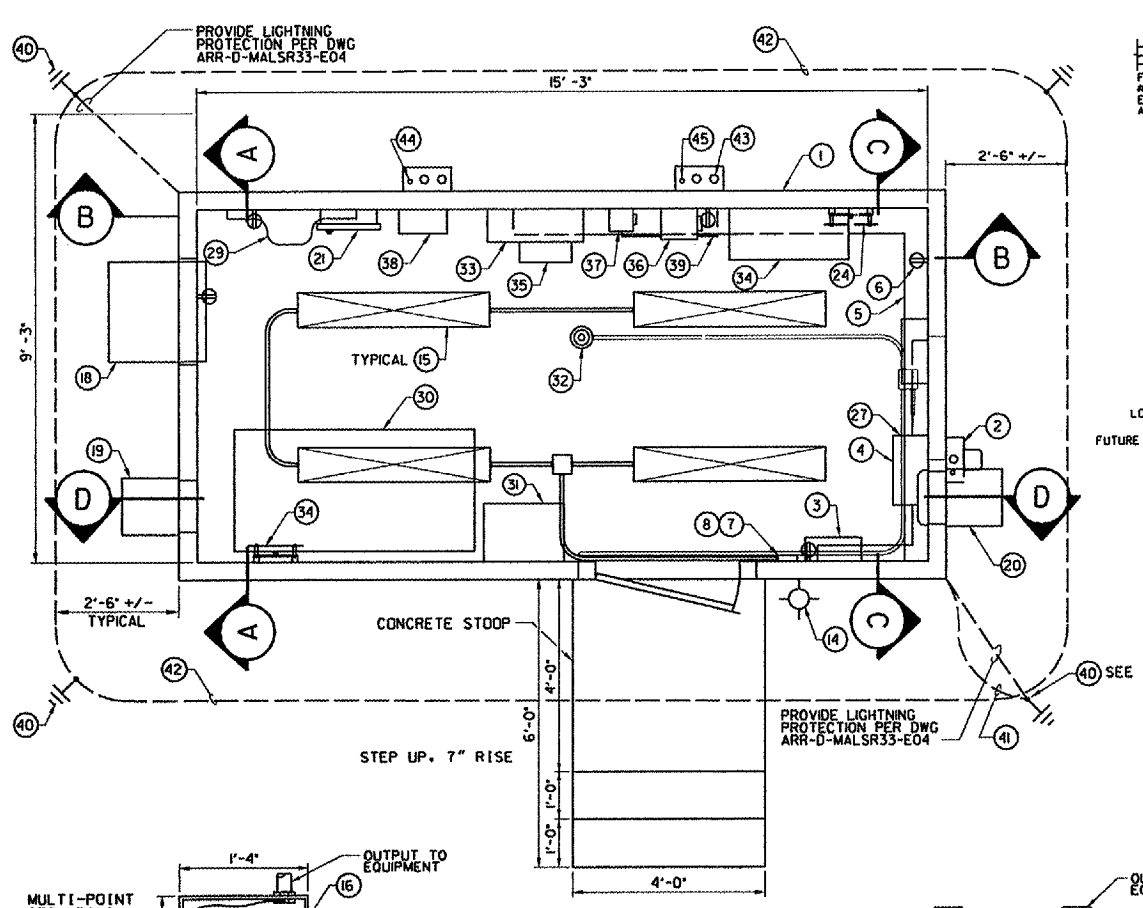 PROVIDE LIGHTNING
PROTECTION PER DWG
ARR-D-MALSR33-E04
40
42
15' -3"
A
44
45
43
1
C
2'-6" +/-
B
29
21
38
33
35
37
36
39
34
24
6
5
B
9' -3"
18
TYPICAL 15
32
30
27
4
2
LO
FUTURE
19
D
34
31
8 7
3
D
20
2'-6" +/-
TYPICAL
A
CONCRETE STOOP
14
C
42
40
4'-0"
6'-0"
40 SEE
PROVIDE LIGHTNING
PROTECTION PER DWG
ARR-D-MALSR33-E04
41
STEP UP. 7" RISE
1'-0"
1'-0"
4'-0"
1'-4"
OUTPUT TO
EQUIPMENT
16
MULTI-POINT